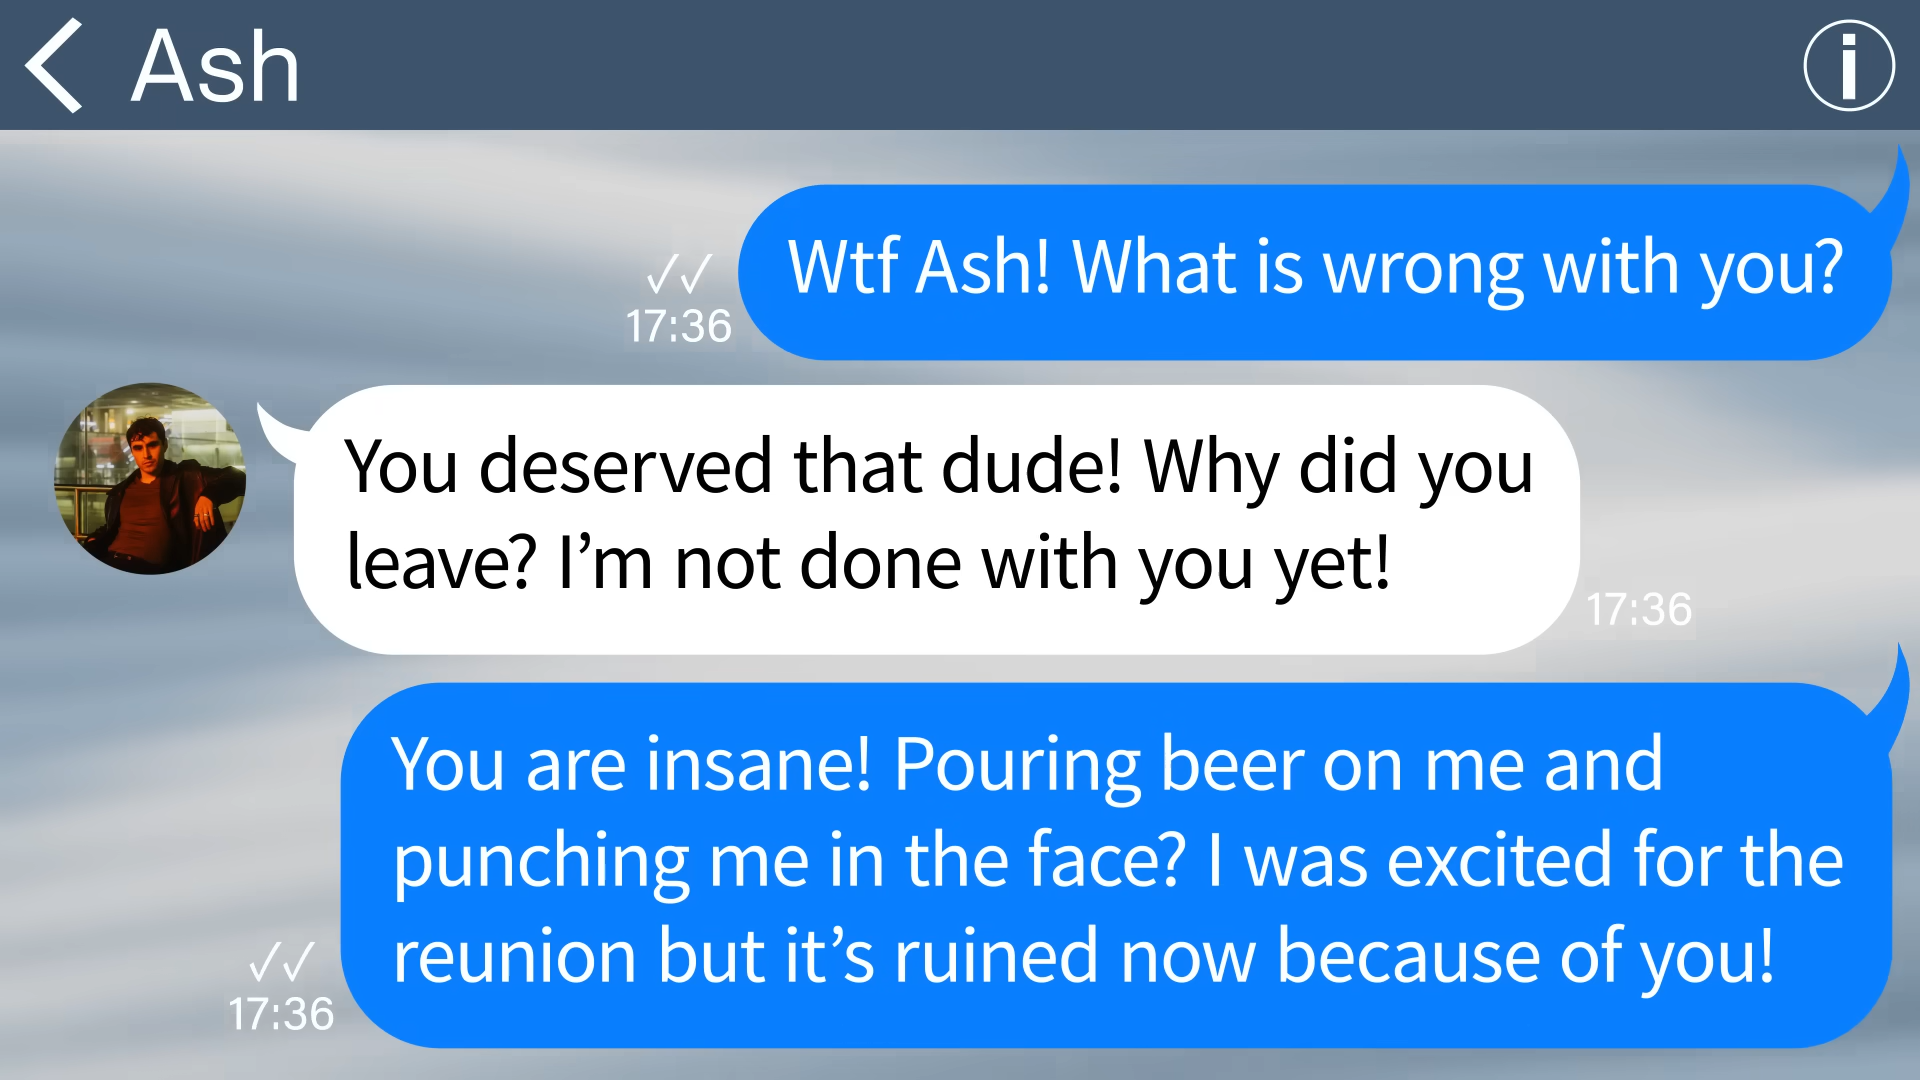 Ash
Wtf Ash! What is wrong with you?
17:36
You deserved that dude! Why did you
leave? I’m not done with you yet!
17:36
You are insane! Pouring beer on me and
punching me in the face? I was excited for the
reunion but it’s ruined now because of you!
17:36